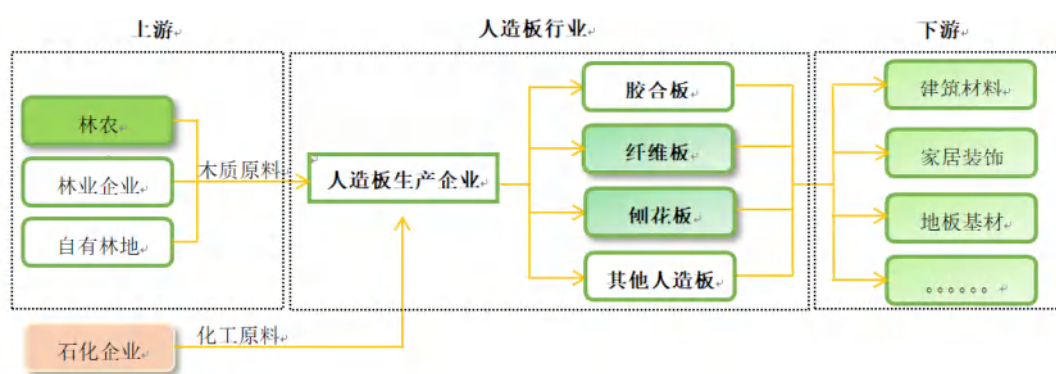 上游
人造板行业
下游
林农
林业企业
自有林地
石化企业
木质原料
化工原料
人造板生产企业
胶合板
纤维板
刨花板
其他人造板
建筑材料
家居装饰
地板基材
。。。。。。